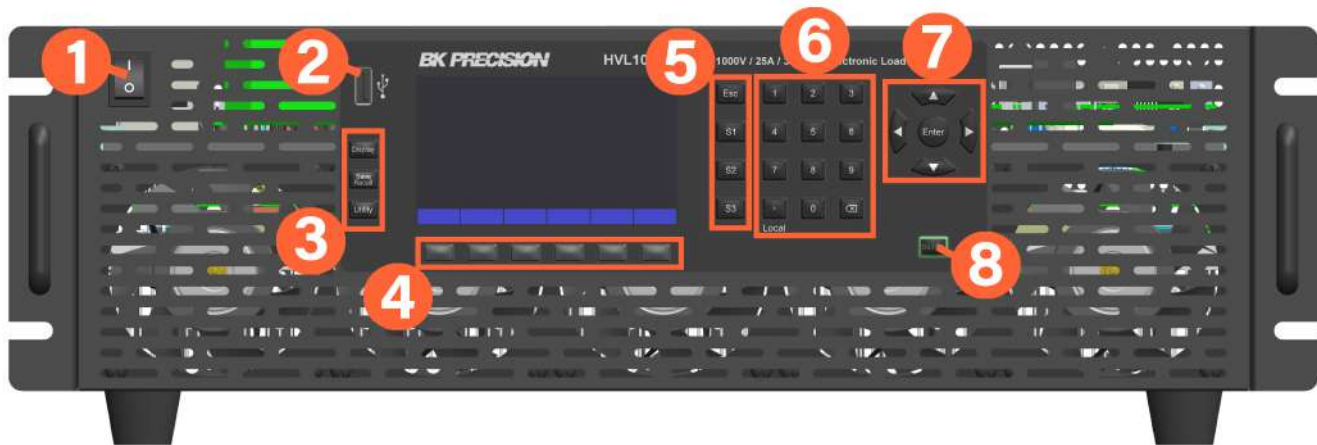 1
2
3
4
5
6
7
8
I
O
BK PRECISION
HVL10
1000V / 25A / 3
ctronic Load
Display
Save
Recall
Utility
Esc
S1
S2
S3
1 2 3
4 5 6
7 8 9
. 0
Local
Enter